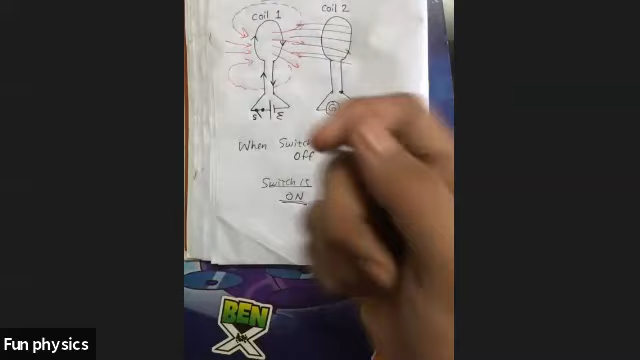 Coil 1
Coil 2
S
E
G
When Switch
Off
Switch is
ON
BEN
Fun physics